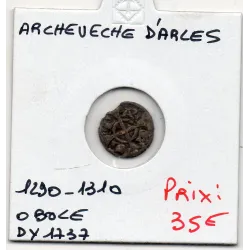 ARCHEVECHE D'ARLES
1290-1310
OBOLE
DY 1737
PRIX:
35€